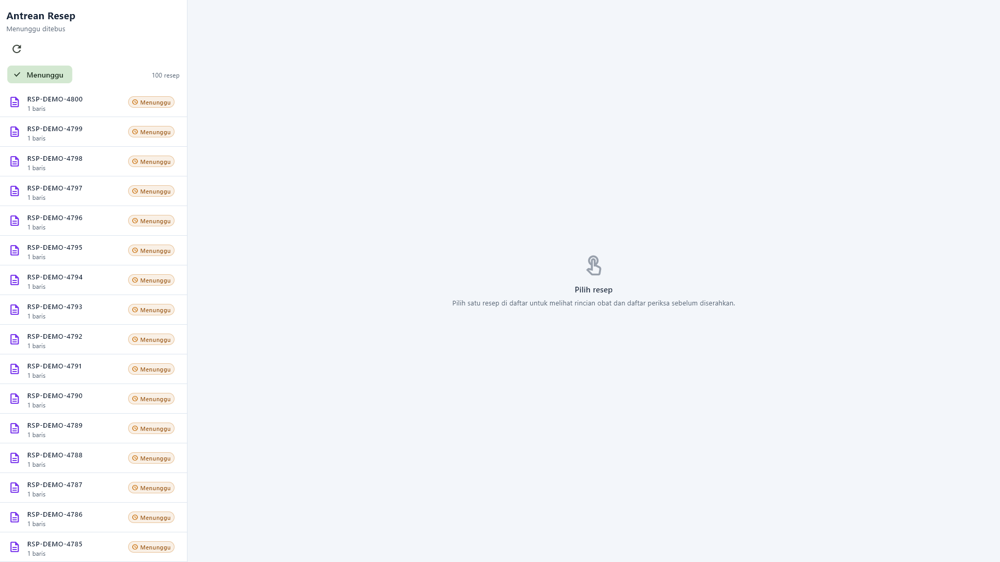 Antrean Resep
Menunggu ditebus
Menunggu
100 resep
RSP-DEMO-4800
1 baris
Menunggu
RSP-DEMO-4799
1 baris
Menunggu
RSP-DEMO-4798
1 baris
Menunggu
RSP-DEMO-4797
1 baris
Menunggu
RSP-DEMO-4796
1 baris
Menunggu
RSP-DEMO-4795
1 baris
Menunggu
RSP-DEMO-4794
1 baris
Menunggu
RSP-DEMO-4793
1 baris
Menunggu
RSP-DEMO-4792
1 baris
Menunggu
RSP-DEMO-4791
1 baris
Menunggu
RSP-DEMO-4790
1 baris
Menunggu
RSP-DEMO-4789
1 baris
Menunggu
RSP-DEMO-4788
1 baris
Menunggu
RSP-DEMO-4787
1 baris
Menunggu
RSP-DEMO-4786
1 baris
Menunggu
RSP-DEMO-4785
1 baris
Menunggu
Pilih resep
Pilih satu resep di daftar untuk melihat rincian obat dan daftar periksa sebelum diserahkan.